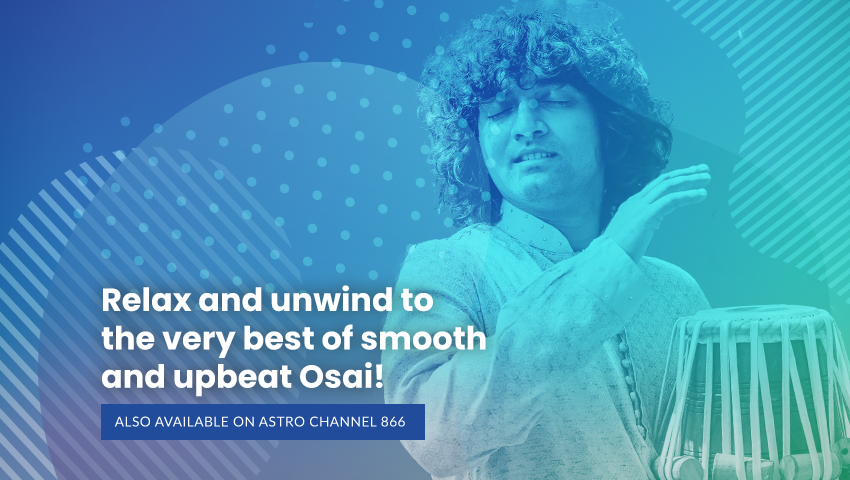 Relax and unwind to
the very best of smooth
and upbeat Osai!
ALSO AVAILABLE ON ASTRO CHANNEL 866